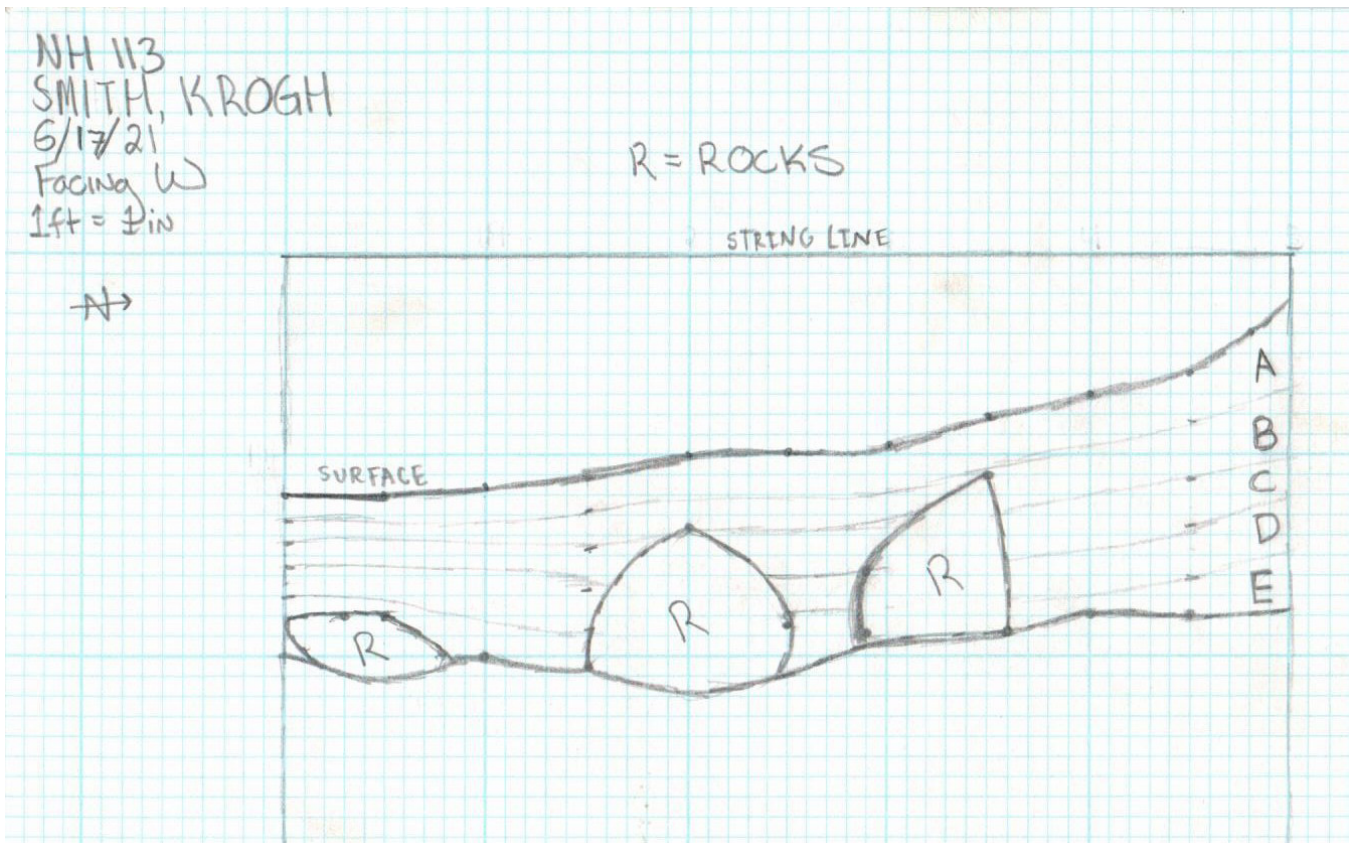 NH 113
SMITH, KROGH
6/17/21
Facing W
1ft = 1in
R = ROCKS
STRING LINE
N
SURFACE
A
B
C
D
E
R
R
R